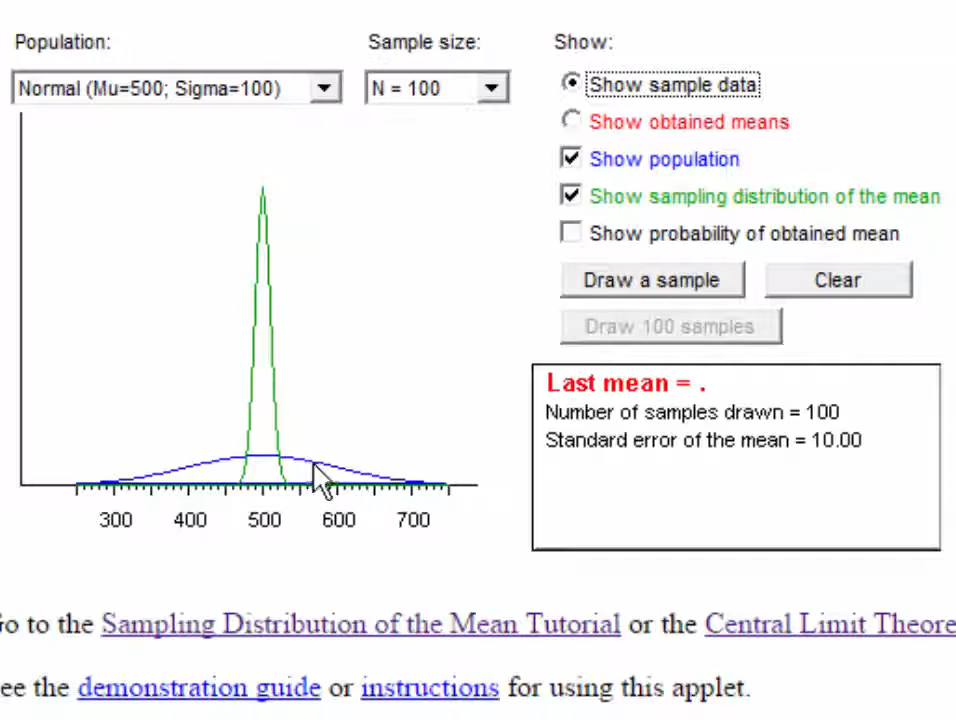 Population:
Sample size:
Show:
Normal (Mu=500; Sigma=100)
N = 100
Show sample data
Show obtained means
Show population
Show sampling distribution of the mean
Show probability of obtained mean
Draw a sample
Clear
Draw 100 samples
Last mean = .
Number of samples drawn = 100
Standard error of the mean = 10.00
300 400 500 600 700
o to the Sampling Distribution of the Mean Tutorial or the Central Limit Theore
ee the demonstration guide or instructions for using this applet.